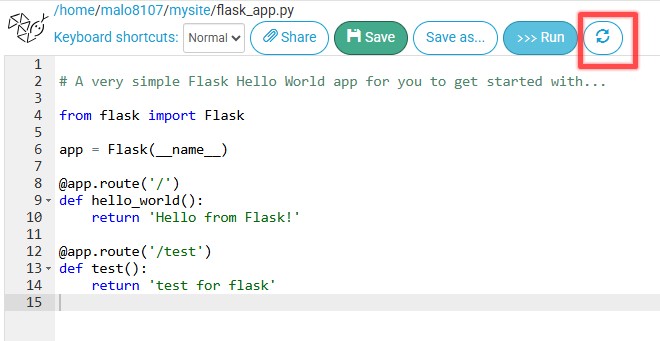 /home/malo8107/mysite/flask_app.py
Keyboard shortcuts: Normal Share Save Save as... >>> Run
1
2 # A very simple Flask Hello World app for you to get started with...
3
4 from flask import Flask
5
6 app = Flask(__name__)
7
8 @app.route('/')
9 def hello_world():
10     return 'Hello from Flask!'
11
12 @app.route('/test')
13 def test():
14     return 'test for flask'
15